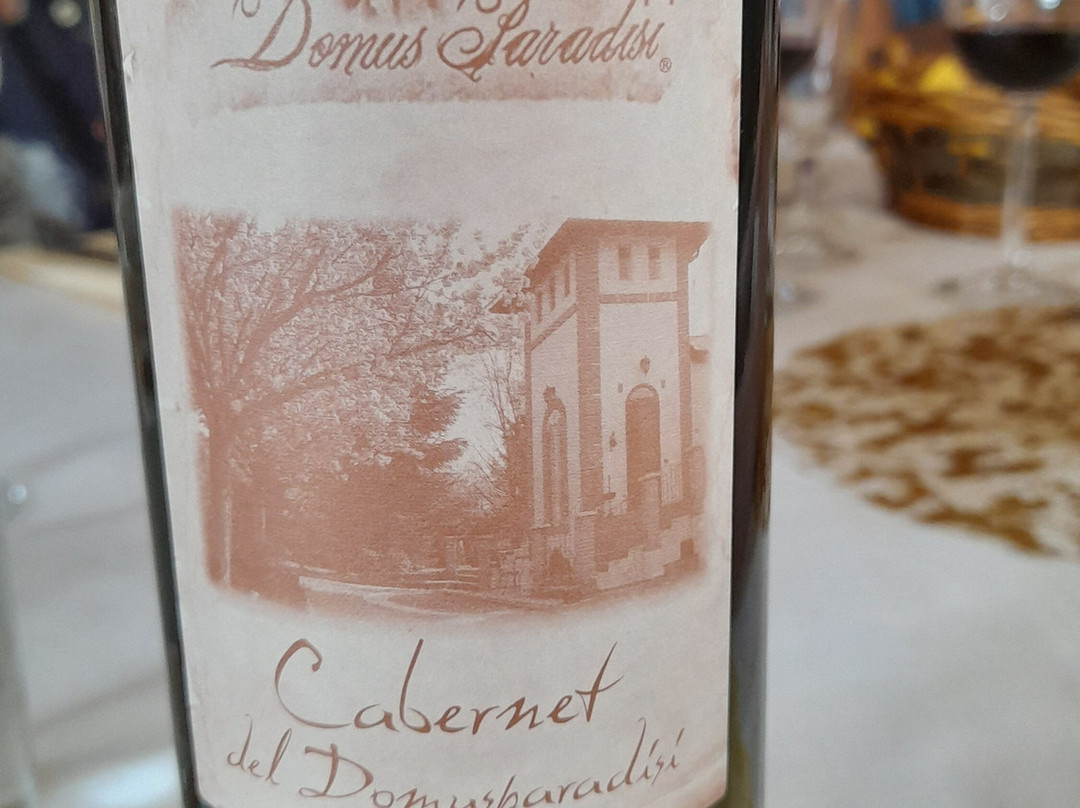 Domus Paradisi®
Cabernet
del Domusparadisi